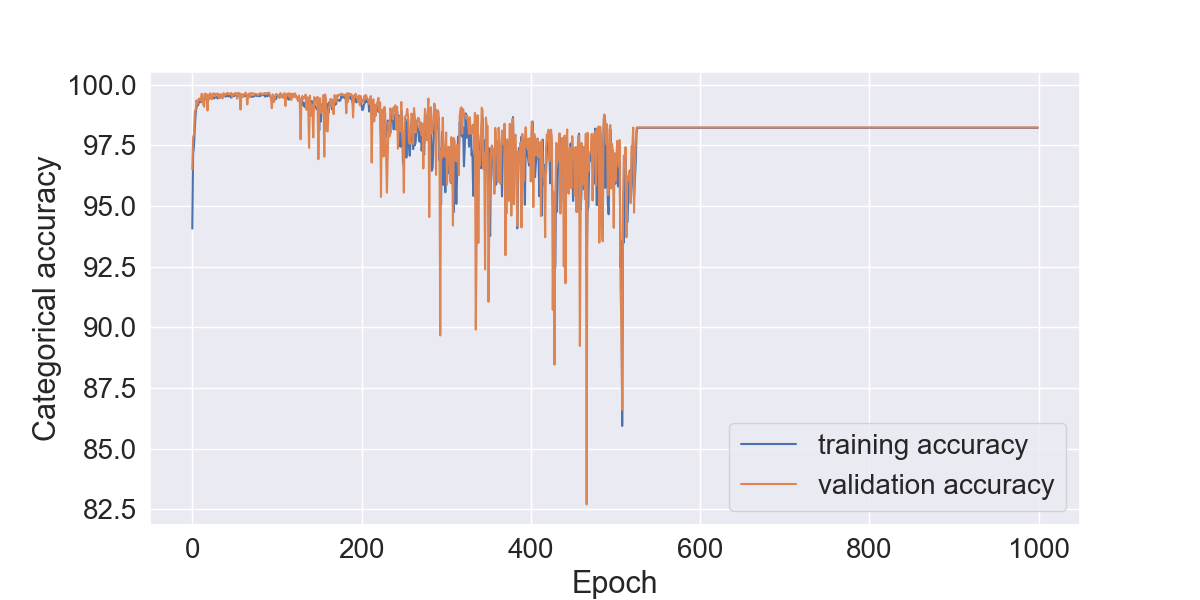 100.0
97.5
95.0
92.5
90.0
87.5
85.0
82.5
Categorical accuracy
training accuracy
validation accuracy
0 200 400 600 800 1000
Epoch